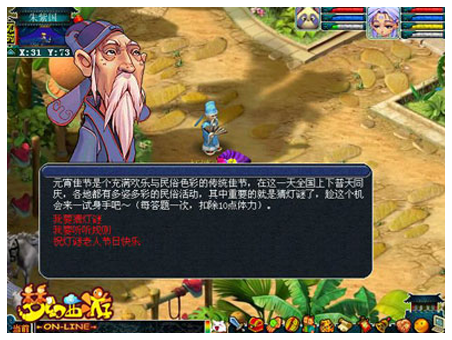 朱紫国
X:31 Y:73
元宵佳节是个充满欢乐与民俗色彩的传统佳节，在这一天全国上下普天同
庆，各地都有多姿多彩的民俗活动，其中重要的就是猜灯谜了，趁这个机
会来一试身手吧～（每答题一次，扣除10点体力）。
我要猜灯谜
我要听听规则
祝灯谜老人节日快乐
梦幻西游
ON-LINE
当前